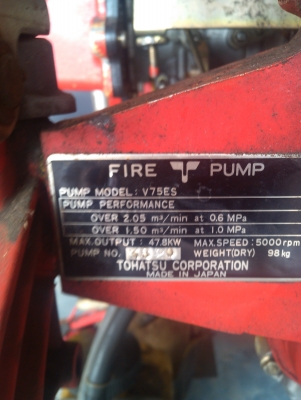 FIRE PUMP
PUMP MODEL: V75ES
PUMP PERFORMANCE
OVER 2.05 m³/min at 0.6 MPa
OVER 1.50 m³/min at 1.0 MPa
MAX. OUTPUT : 47.8KW MAX. SPEED : 5000rpm
PUMP NO. WEIGHT(DRY) 98kg
TOHATSU CORPORATION
MADE IN JAPAN